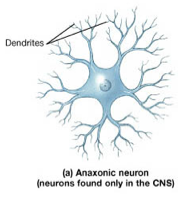 Dendrites
(a) Anaxonic neuron
(neurons found only in the CNS)